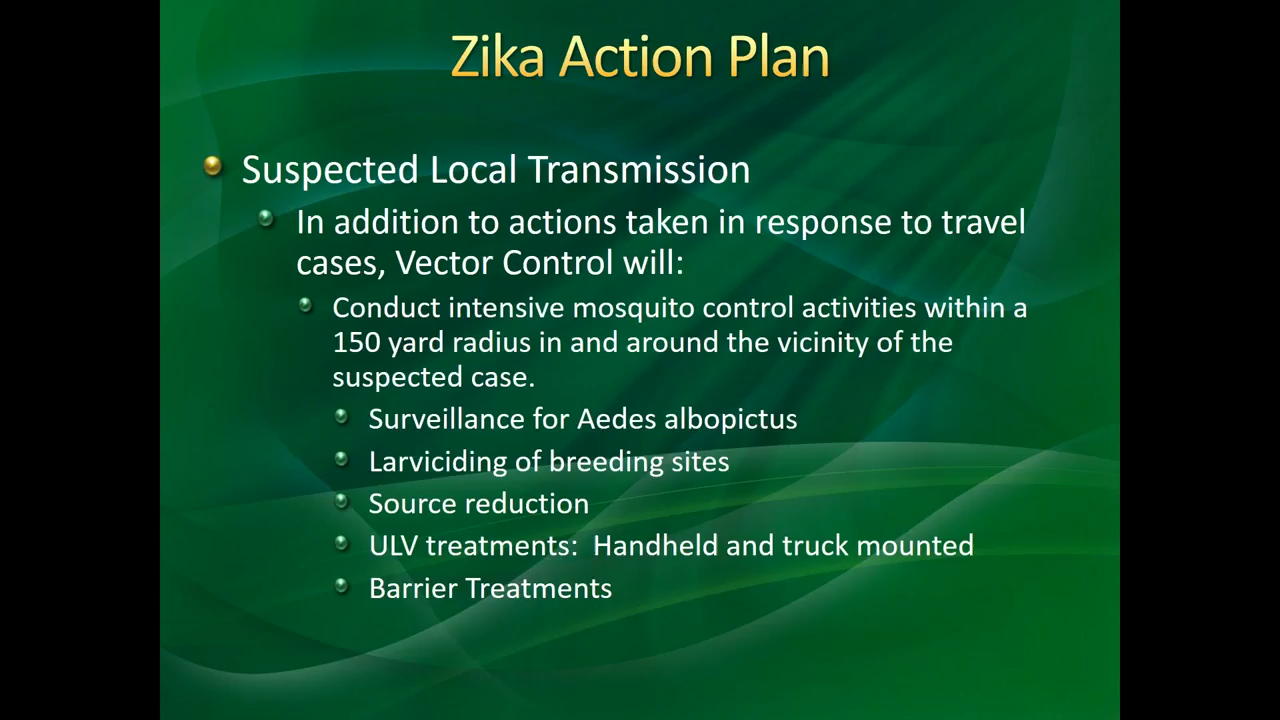 Zika Action Plan
Suspected Local Transmission
In addition to actions taken in response to travel
cases, Vector Control will:
Conduct intensive mosquito control activities within a
150 yard radius in and around the vicinity of the
suspected case.
Surveillance for Aedes albopictus
Larviciding of breeding sites
Source reduction
ULV treatments:  Handheld and truck mounted
Barrier Treatments